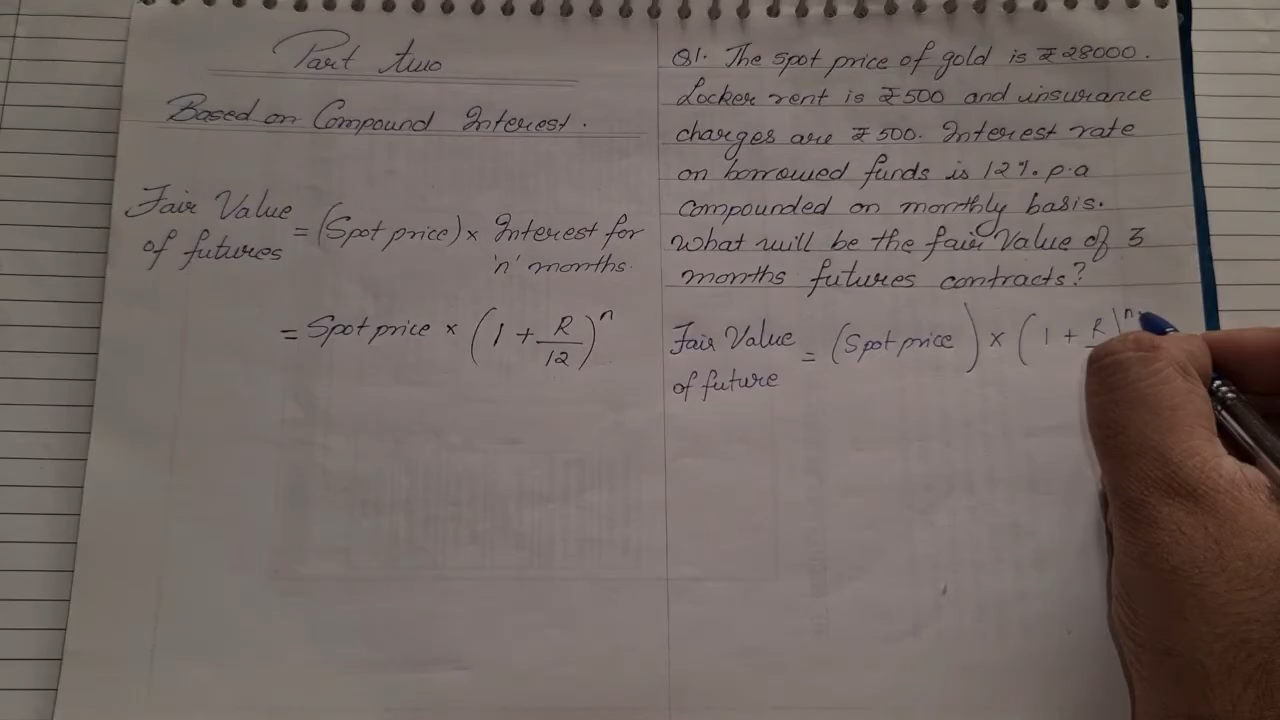 Part two
Based on Compound Interest.
Fair Value of futures = (Spot price) × Interest for 'n' months.
= Spot price × (1 + R/12)^n
Q1. The spot price of gold is ₹28000.
Locker rent is ₹500 and insurance
charges are ₹500. Interest rate
on borrowed funds is 12% p.a
compounded on monthly basis.
What will be the fair Value of 3
months futures contracts?
Fair Value of future = (Spot price) × (1 + R)^n